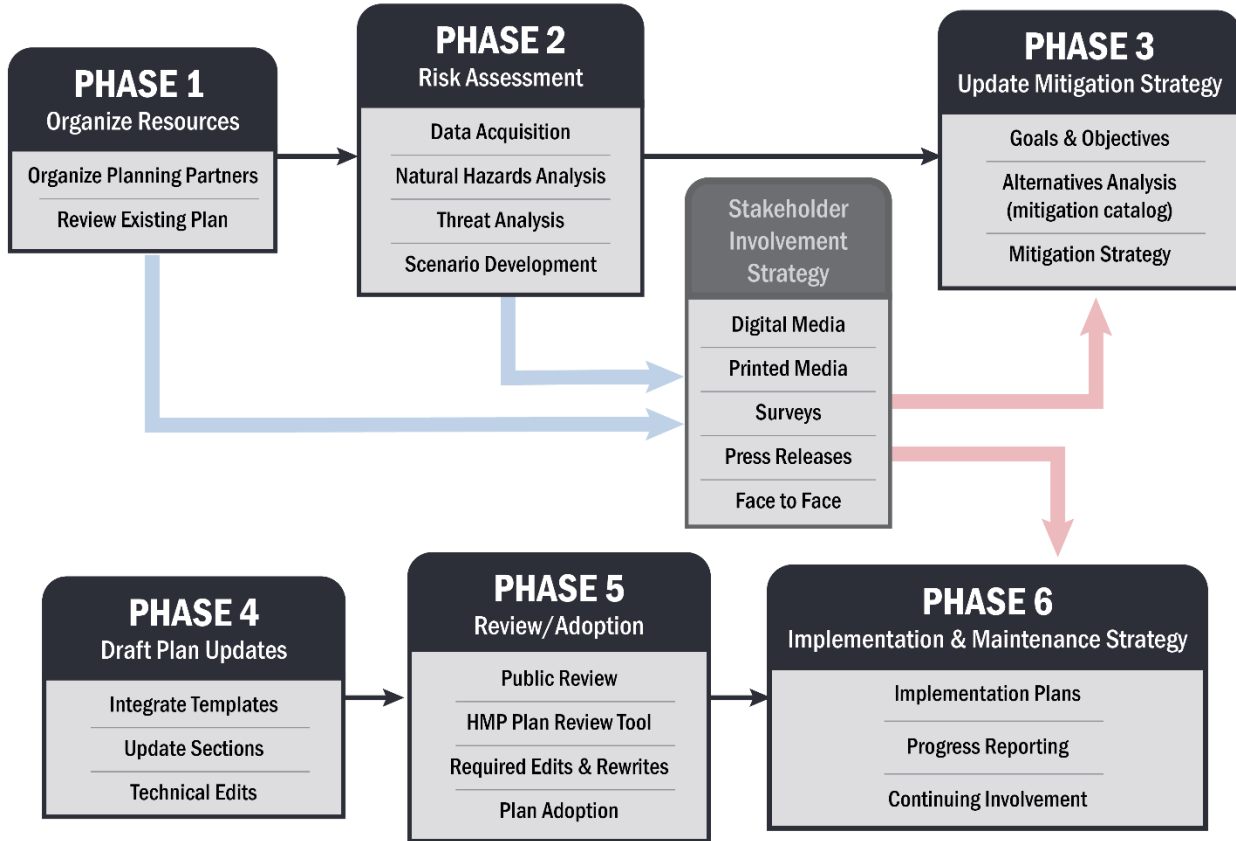 PHASE 1
Organize Resources
Organize Planning Partners
Review Existing Plan
PHASE 2
Risk Assessment
Data Acquisition
Natural Hazards Analysis
Threat Analysis
Scenario Development
PHASE 3
Update Mitigation Strategy
Goals & Objectives
Alternatives Analysis
(mitigation catalog)
Mitigation Strategy
Stakeholder
Involvement
Strategy
Digital Media
Printed Media
Surveys
Press Releases
Face to Face
PHASE 4
Draft Plan Updates
Integrate Templates
Update Sections
Technical Edits
PHASE 5
Review/Adoption
Public Review
HMP Plan Review Tool
Required Edits & Rewrites
Plan Adoption
PHASE 6
Implementation & Maintenance Strategy
Implementation Plans
Progress Reporting
Continuing Involvement